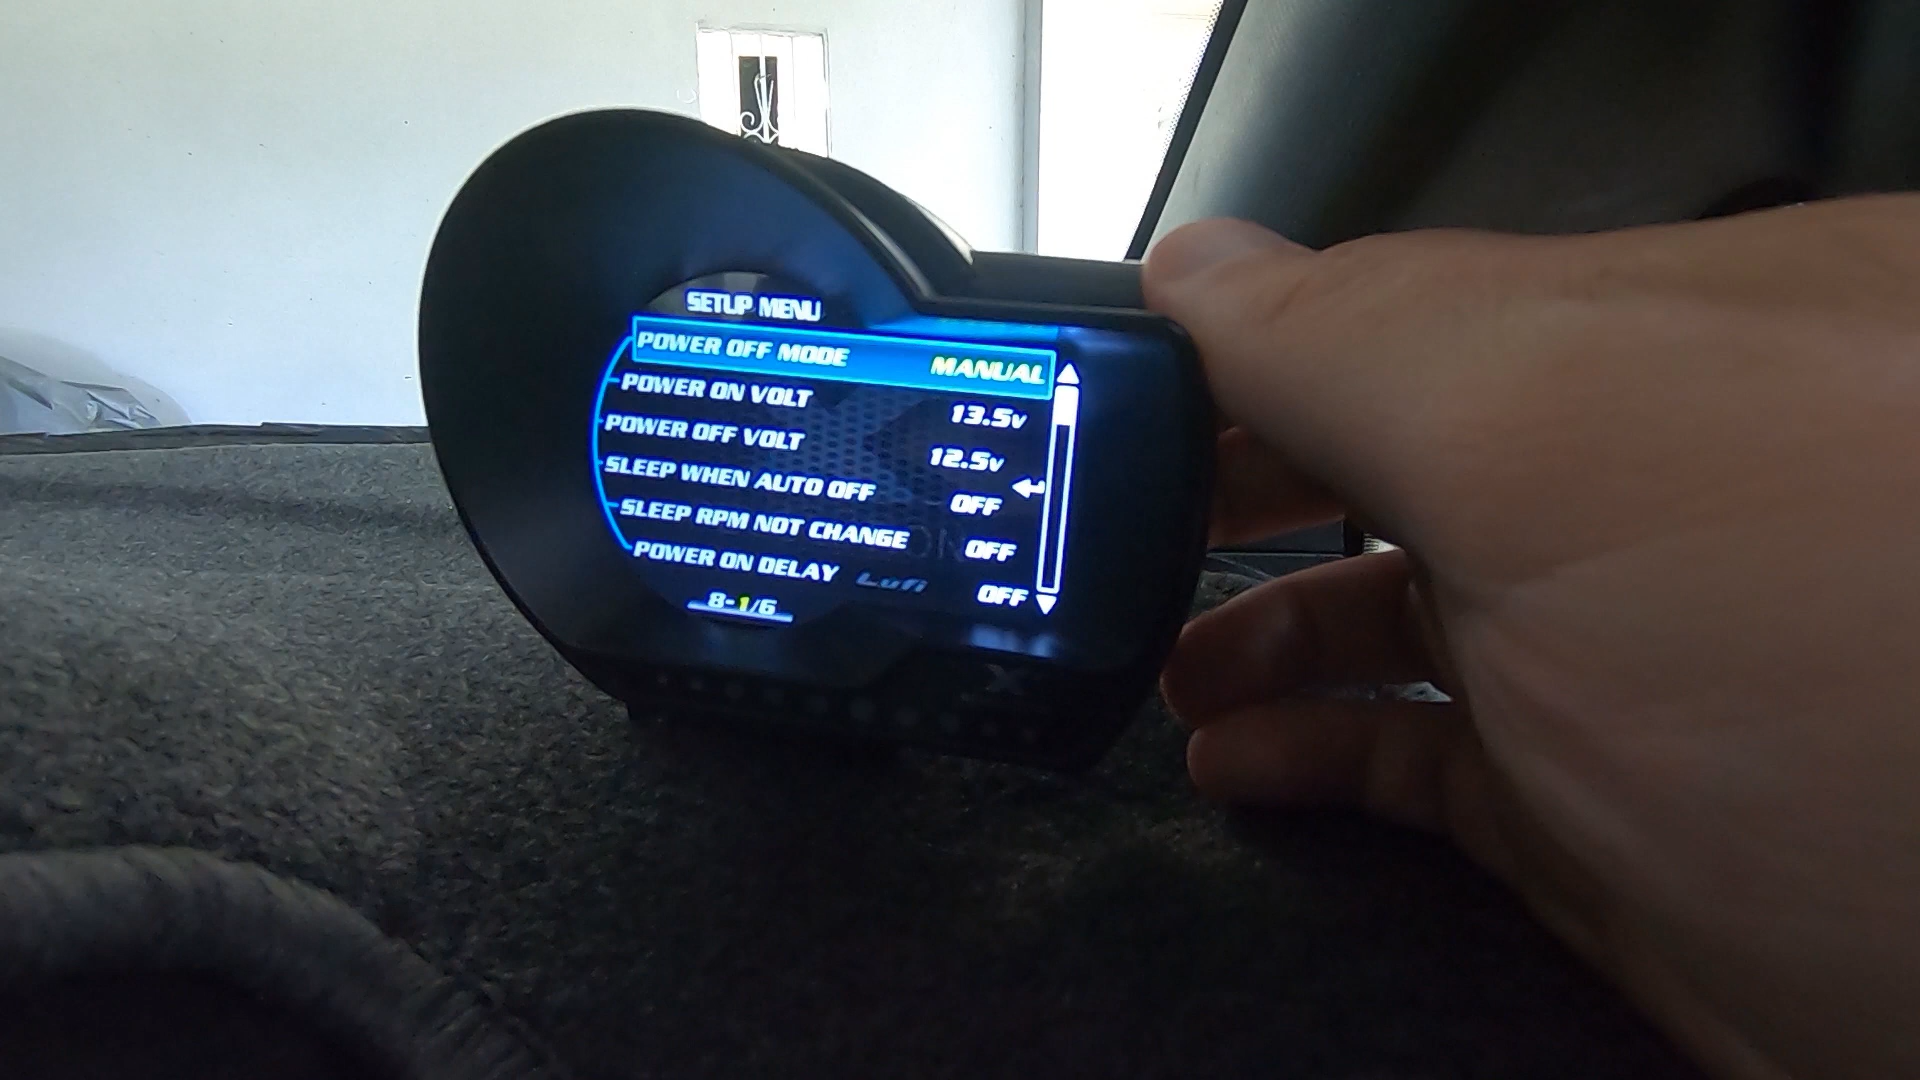 SETUP MENU
POWER OFF MODE MANUAL
POWER ON VOLT 13.5v
POWER OFF VOLT 12.5v
SLEEP WHEN AUTO OFF OFF
SLEEP RPM NOT CHANGE OFF
POWER ON DELAY OFF
Lufi
8-1/6
X